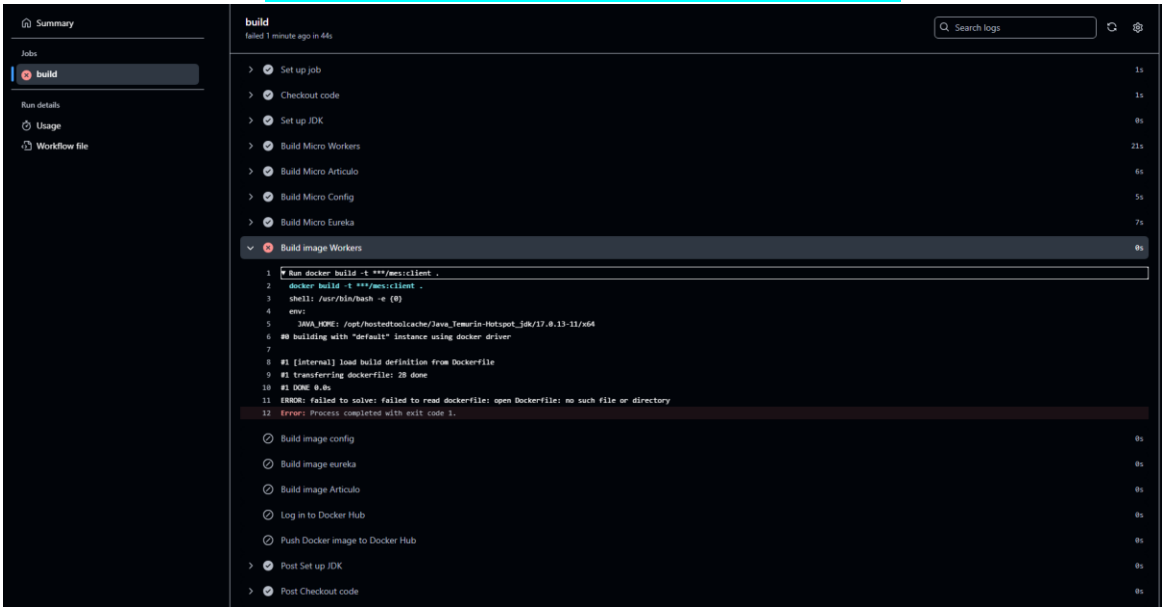 Summary
Jobs
build
Run details
Usage
Workflow file
build
failed 1 minute ago in 44s
Search logs
Set up job 1s
Checkout code 1s
Set up JDK 0s
Build Micro Workers 21s
Build Micro Articulo 6s
Build Micro Config 5s
Build Micro Eureka 7s
Build image Workers 0s
1 ▼ Run docker build -t ***/mes:client .
2 docker build -t ***/mes:client .
3 shell: /usr/bin/bash -e {0}
4 env:
5 JAVA_HOME: /opt/hostedtoolcache/Java_Temurin-Hotspot_jdk/17.0.13-11/x64
6 #0 building with "default" instance using docker driver
7
8 #1 [internal] load build definition from Dockerfile
9 #1 transferring dockerfile: 2B done
10 #1 DONE 0.0s
11 ERROR: failed to solve: failed to read dockerfile: open Dockerfile: no such file or directory
12 Error: Process completed with exit code 1.
Build image config 0s
Build image eureka 0s
Build image Articulo 0s
Log in to Docker Hub 0s
Push Docker image to Docker Hub 0s
Post Set up JDK 0s
Post Checkout code 0s